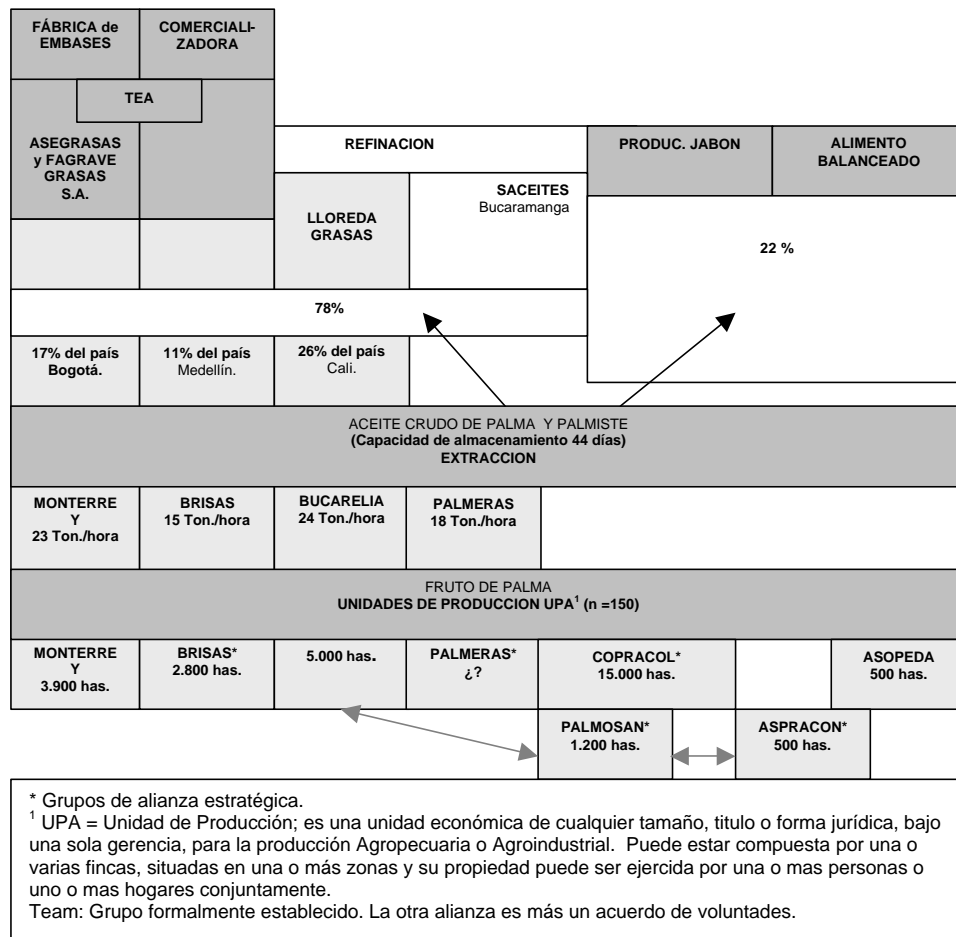 FÁBRICA de
EMBASES
COMERCIALI-
ZADORA
TEA
ASEGRASAS
y FAGRAVE
GRASAS
S.A.
REFINACION
PRODUC. JABON
ALIMENTO
BALANCEADO
LLOREDA
GRASAS
SACEITES
Bucaramanga
22 %
78%
17% del país
Bogotá.
11% del país
Medellín.
26% del país
Cali.
ACEITE CRUDO DE PALMA Y PALMISTE
(Capacidad de almacenamiento 44 días)
EXTRACCION
MONTERRE
Y
23 Ton./hora
BRISAS
15 Ton./hora
BUCARELIA
24 Ton./hora
PALMERAS
18 Ton./hora
FRUTO DE PALMA
UNIDADES DE PRODUCCION UPA¹ (n =150)
MONTERRE
Y
3.900 has.
BRISAS*
2.800 has.
5.000 has.
PALMERAS*
¿?
COPRACOL*
15.000 has.
ASOPEDA
500 has.
PALMOSAN*
1.200 has.
ASPRACON*
500 has.
* Grupos de alianza estratégica.
¹ UPA = Unidad de Producción; es una unidad económica de cualquier tamaño, titulo o forma jurídica, bajo
una sola gerencia, para la producción Agropecuaria o Agroindustrial. Puede estar compuesta por una o
varias fincas, situadas en una o más zonas y su propiedad puede ser ejercida por una o mas personas o
uno o mas hogares conjuntamente.
Team: Grupo formalmente establecido. La otra alianza es más un acuerdo de voluntades.